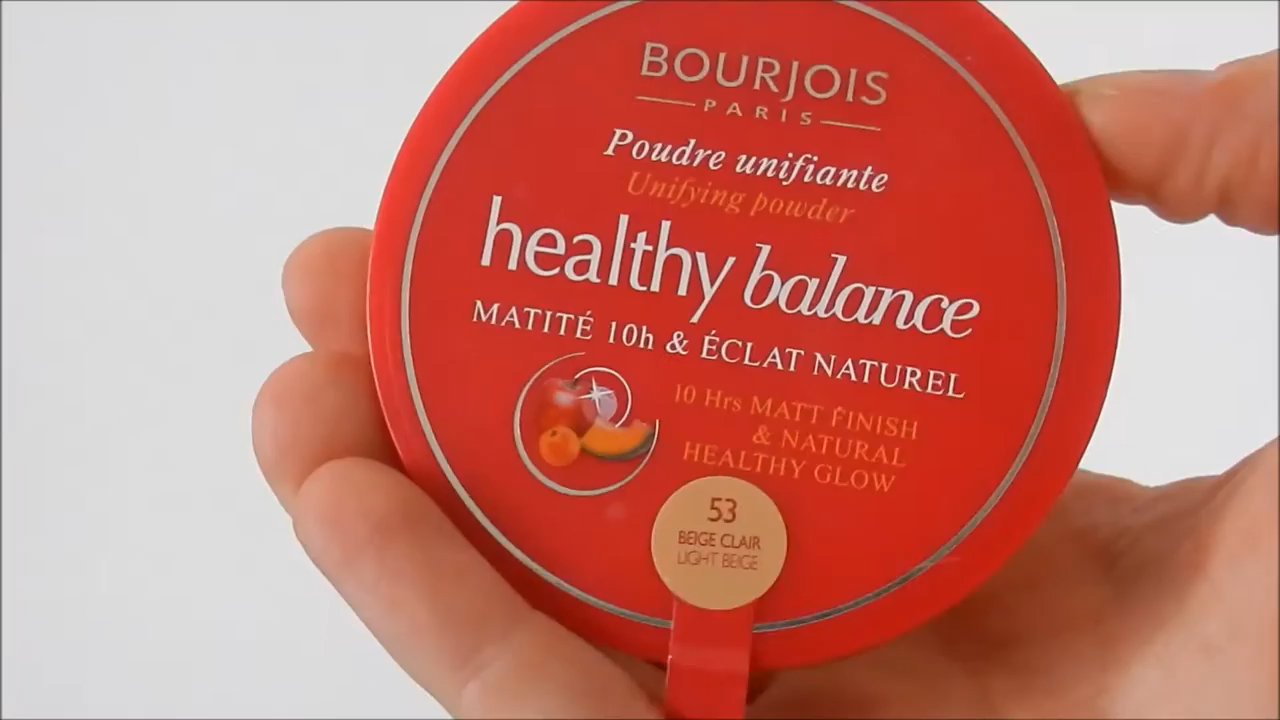 BOURJOIS
PARIS
Poudre unifiante
Unifying powder
healthy balance
MATITÉ 10h & ÉCLAT NATUREL
10 Hrs MATT FINISH
& NATURAL
HEALTHY GLOW
53
BEIGE CLAIR
LIGHT BEIGE